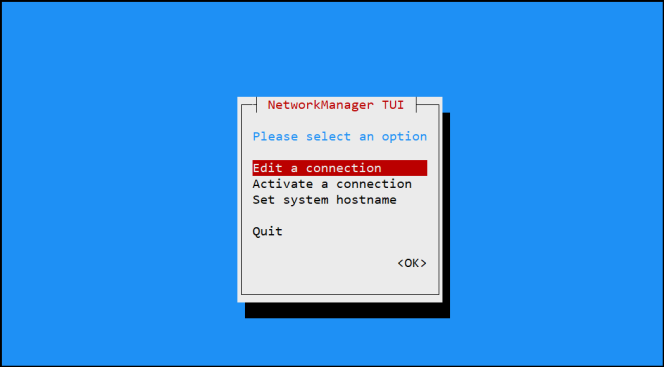 NetworkManager TUI
Please select an option
Edit a connection
Activate a connection
Set system hostname
Quit
<OK>